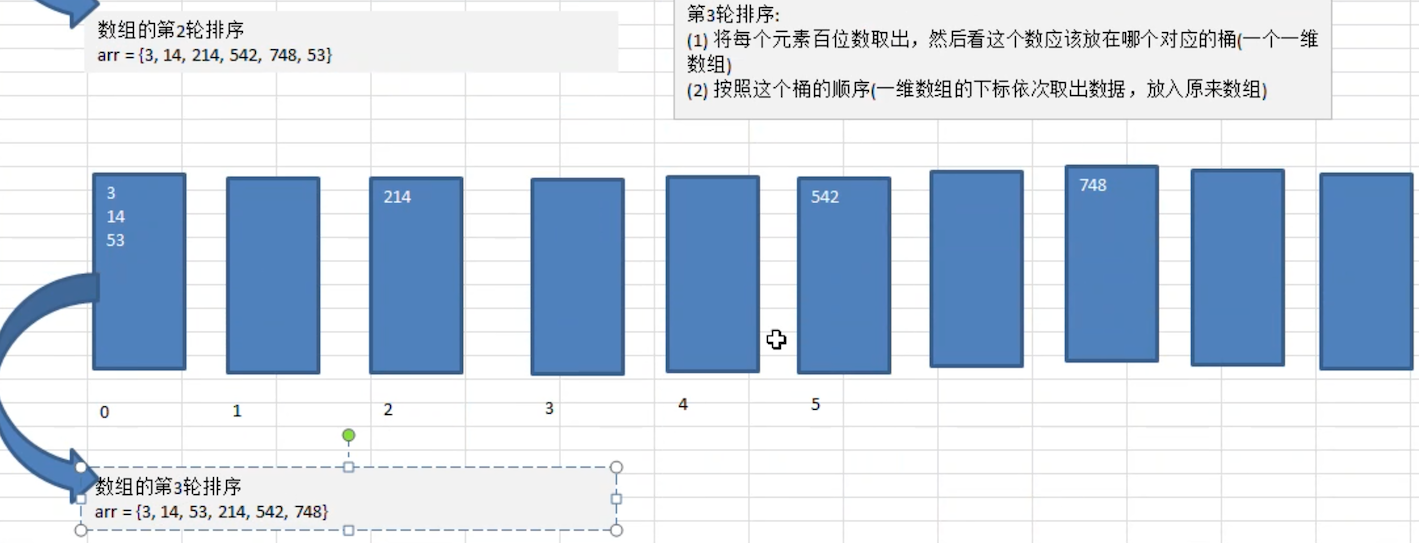 数组的第2轮排序
arr = {3, 14, 214, 542, 748, 53}
第3轮排序:
(1) 将每个元素百位数取出，然后看这个数应该放在哪个对应的桶(一个一维
数组)
(2) 按照这个桶的顺序(一维数组的下标依次取出数据，放入原来数组)
3
14
53
214
542
748
0
1
2
3
4
5
数组的第3轮排序
arr = {3, 14, 53, 214, 542, 748}